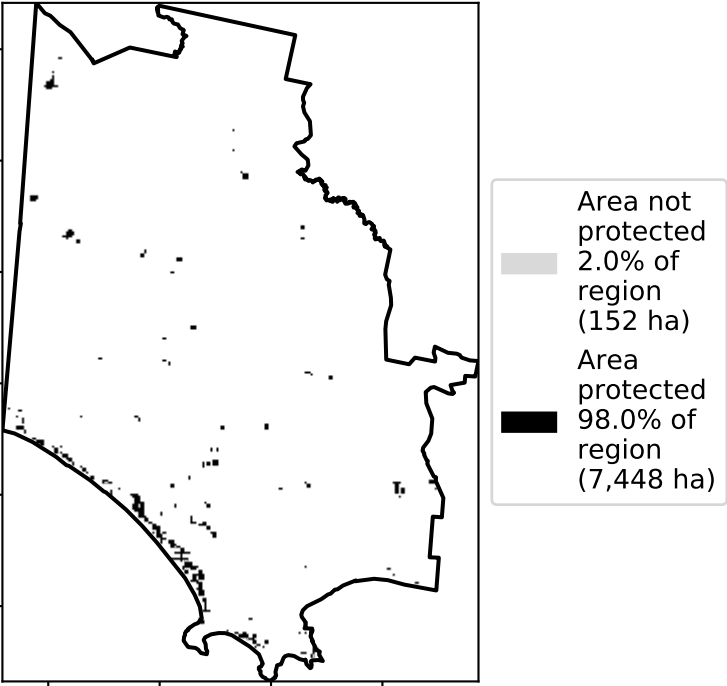 Area not
protected
2.0% of
region
(152 ha)
Area
protected
98.0% of
region
(7,448 ha)